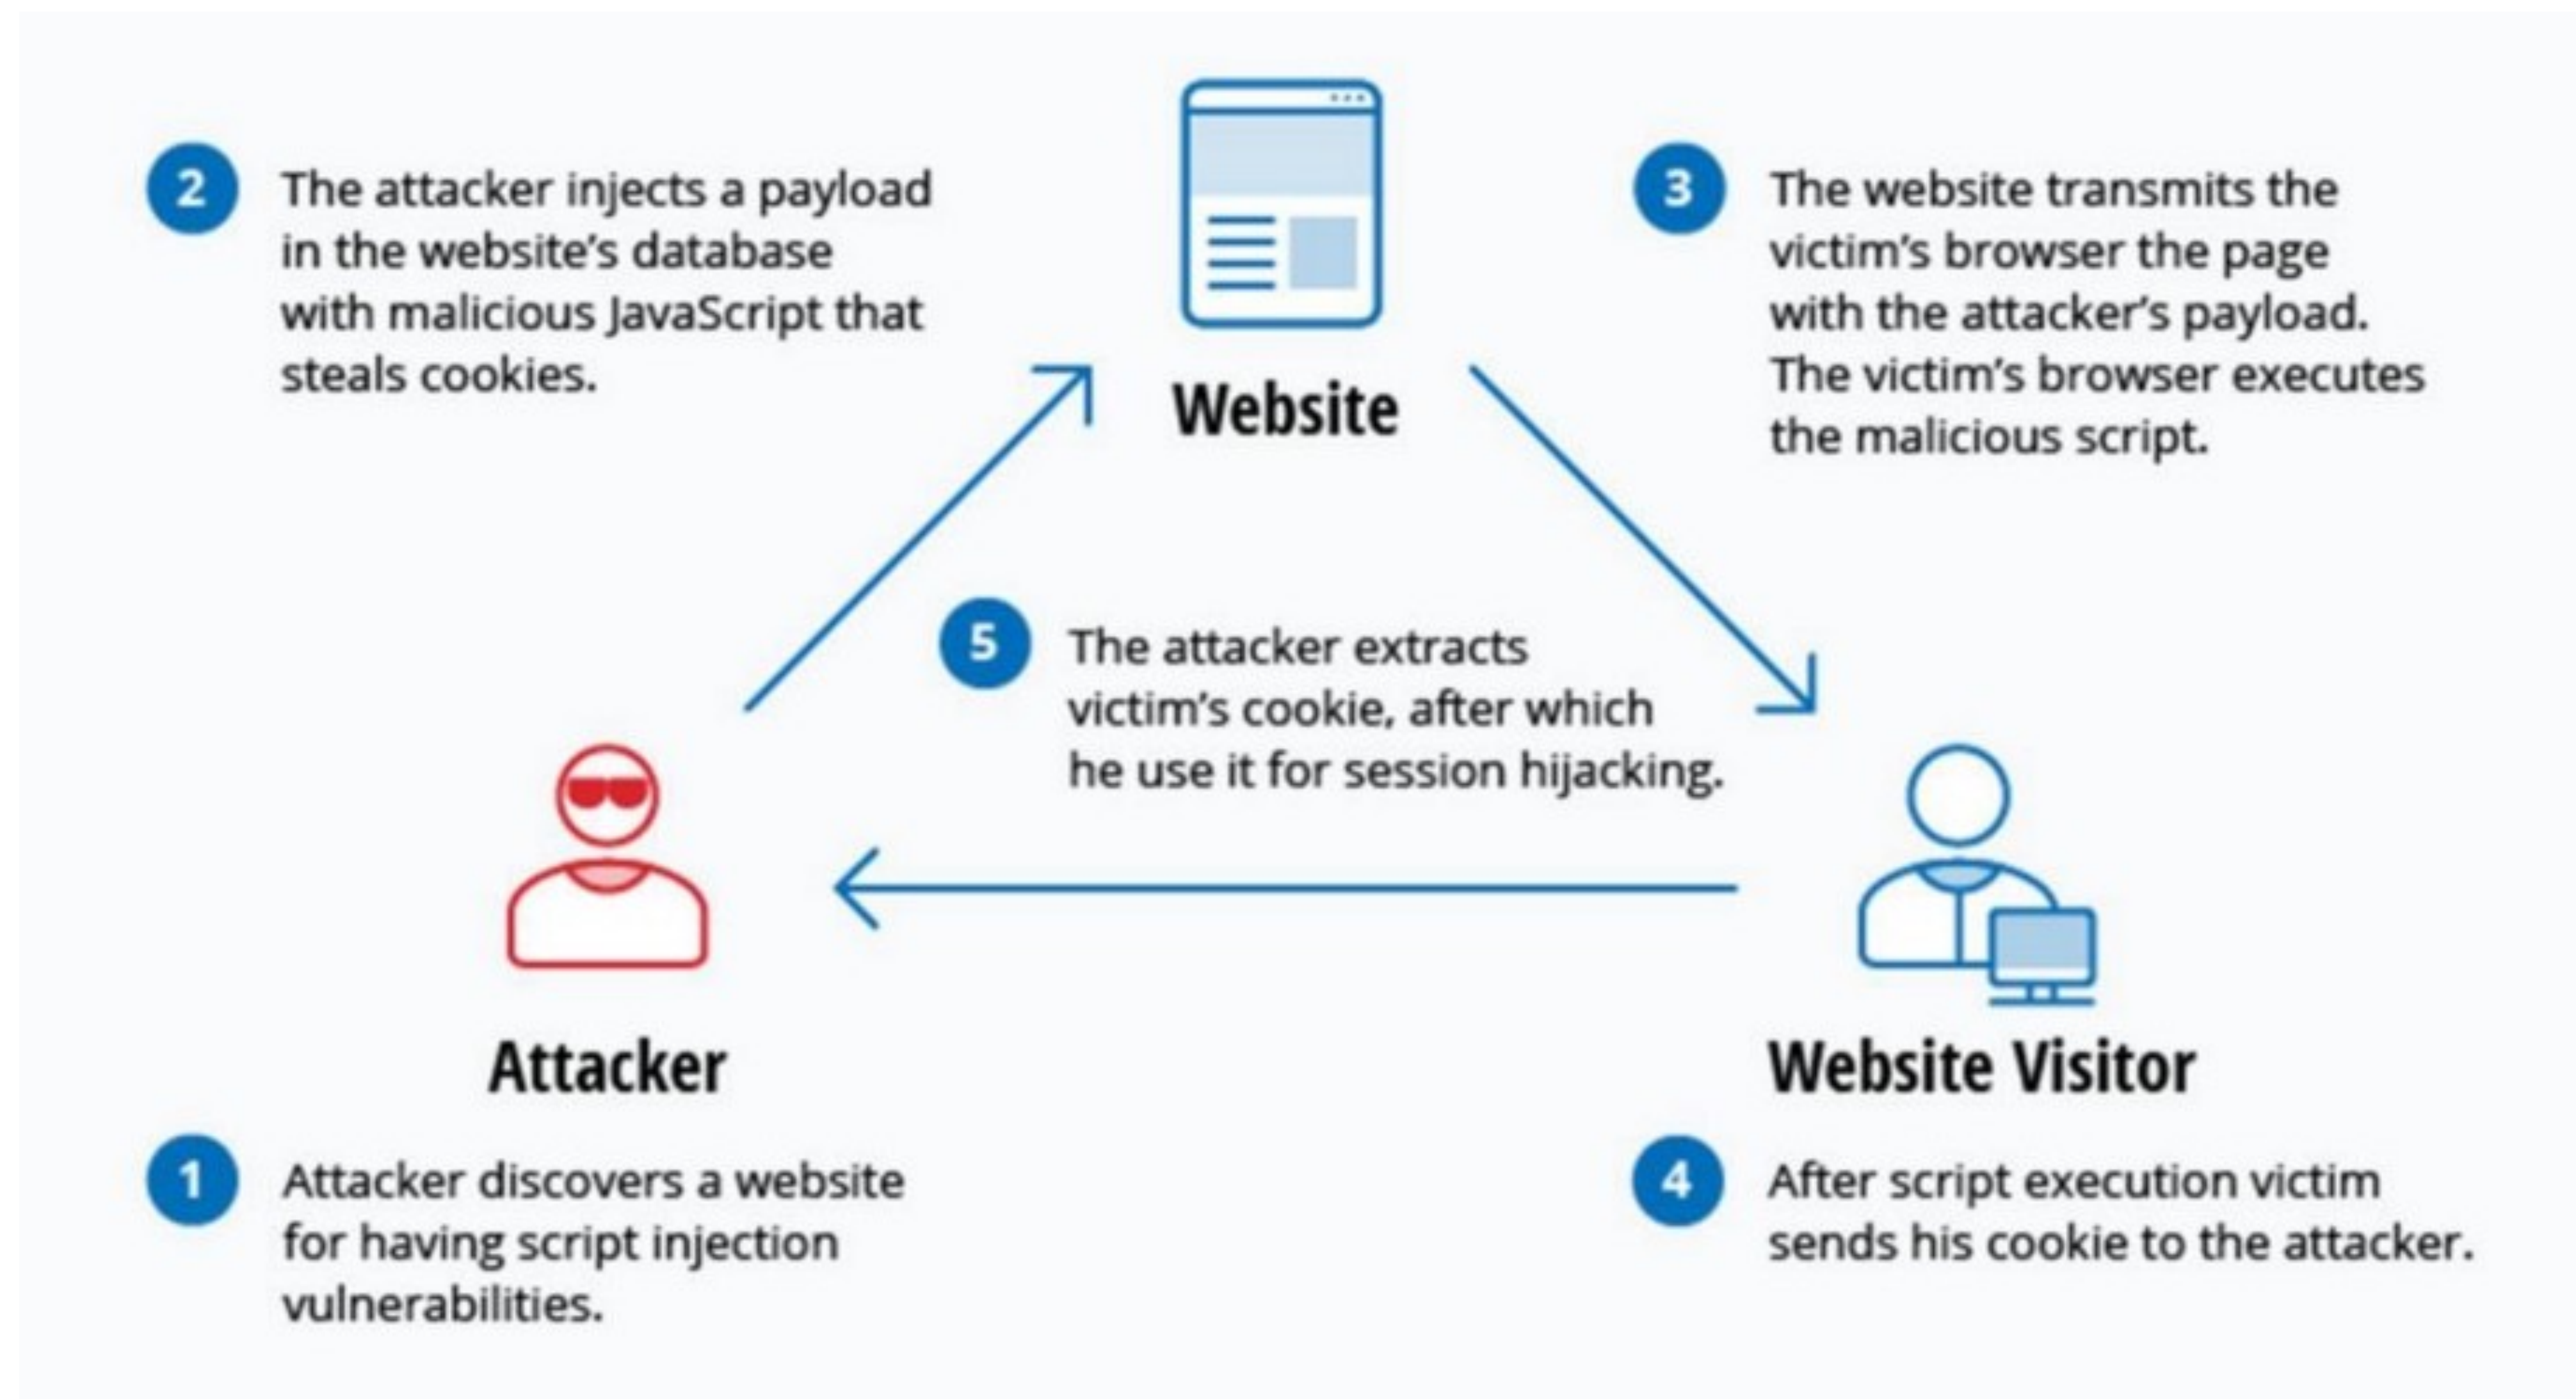 2
The attacker injects a payload
in the website's database
with malicious JavaScript that
steals cookies.
Website
3
The website transmits the
victim's browser the page
with the attacker's payload.
The victim's browser executes
the malicious script.
5
The attacker extracts
victim's cookie, after which
he use it for session hijacking.
Attacker
1
Attacker discovers a website
for having script injection
vulnerabilities.
Website Visitor
4
After script execution victim
sends his cookie to the attacker.